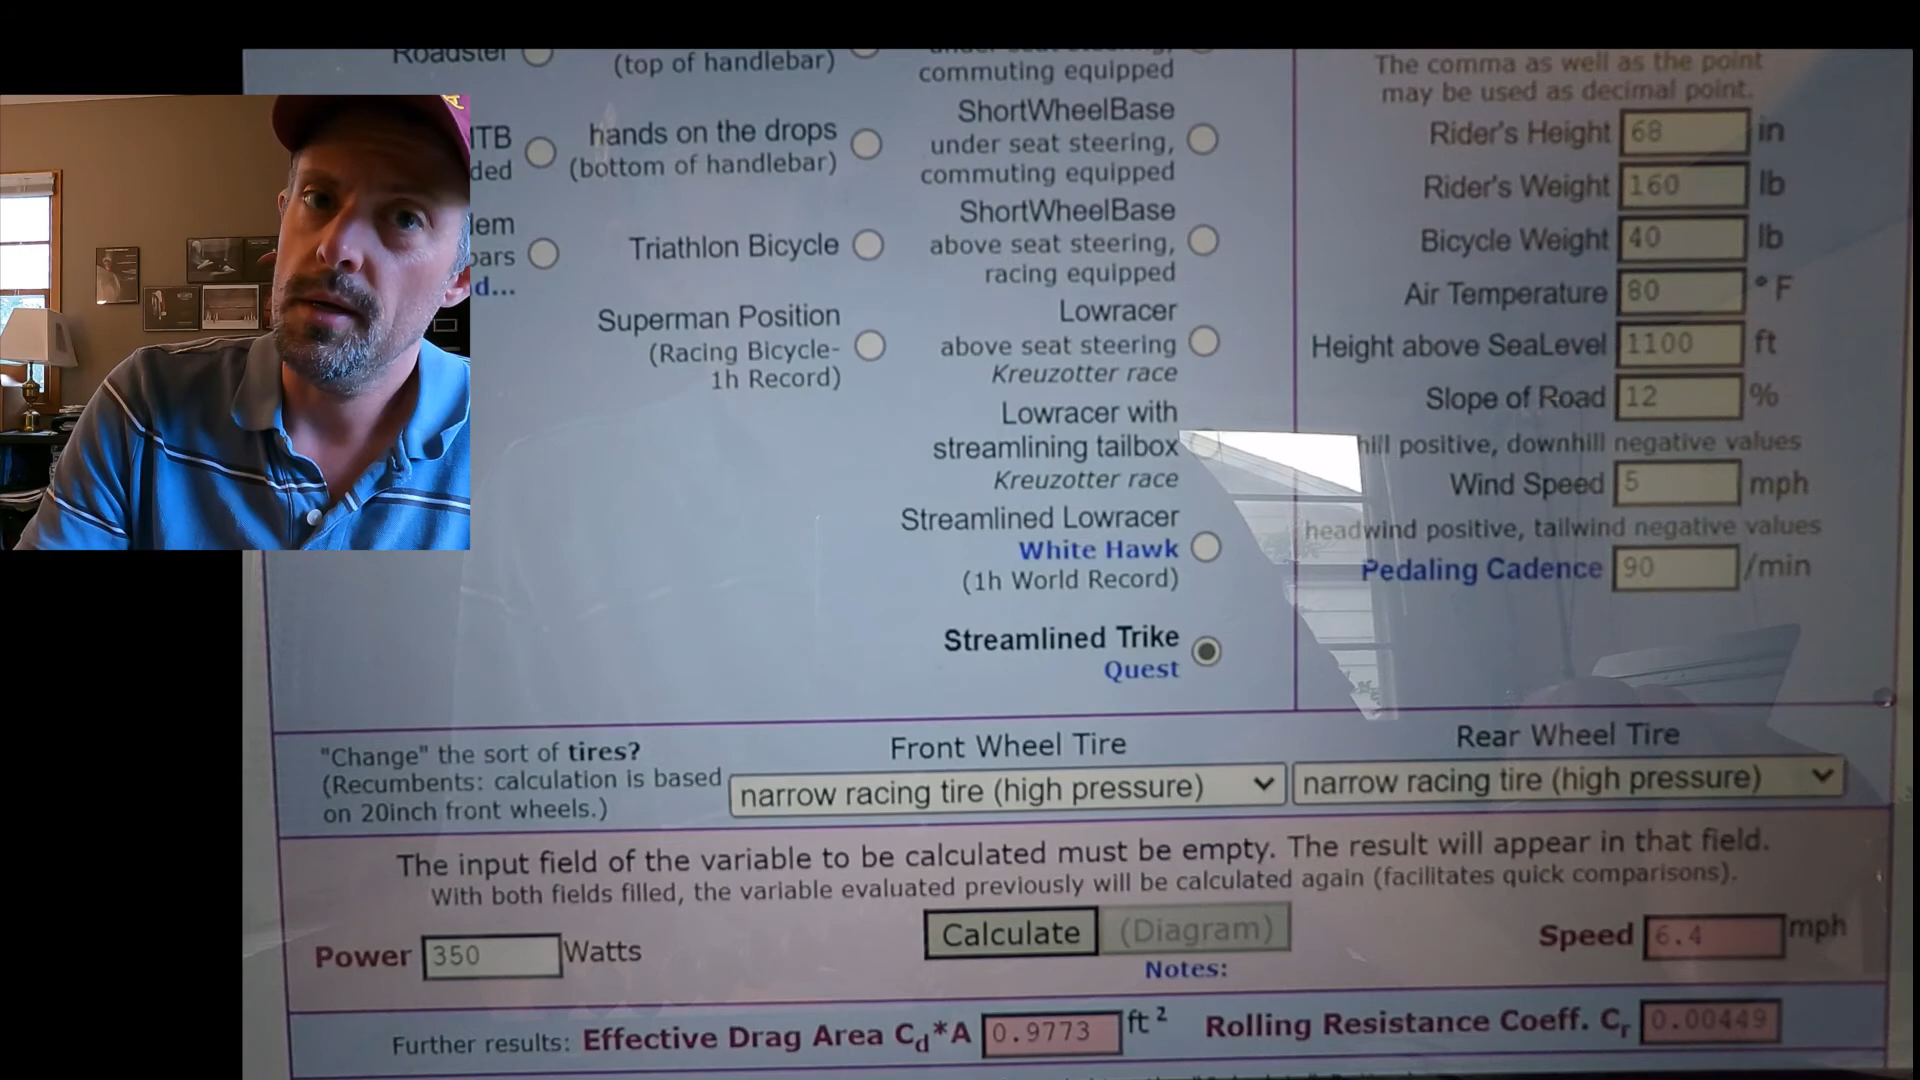 Roadster
(top of handlebar)
commuting equipped
The comma as well as the point
may be used as decimal point.
ITB
ded
hands on the drops
(bottom of handlebar)
ShortWheelBase
under seat steering,
commuting equipped
Rider's Height 68 in
Rider's Weight 160 lb
em
bars
d...
Triathlon Bicycle
ShortWheelBase
above seat steering,
racing equipped
Bicycle Weight 40 lb
Air Temperature 80 ° F
Superman Position
(Racing Bicycle-
1h Record)
Lowracer
above seat steering
Kreuzotter race
Height above SeaLevel 1100 ft
Slope of Road 12 %
Lowracer with
streamlining tailbox
Kreuzotter race
hill positive, downhill negative values
Wind Speed 5 mph
headwind positive, tailwind negative values
Streamlined Lowracer
White Hawk
(1h World Record)
Pedaling Cadence 90 /min
Streamlined Trike
Quest
"Change" the sort of tires?
(Recumbents: calculation is based
on 20inch front wheels.)
Front Wheel Tire
narrow racing tire (high pressure)
Rear Wheel Tire
narrow racing tire (high pressure)
The input field of the variable to be calculated must be empty. The result will appear in that field.
With both fields filled, the variable evaluated previously will be calculated again (facilitates quick comparisons).
Power 350 Watts
Calculate (Diagram)
Notes:
Speed 6.4 mph
Further results: Effective Drag Area Cd*A 0.9773 ft² Rolling Resistance Coeff. Cr 0.00449